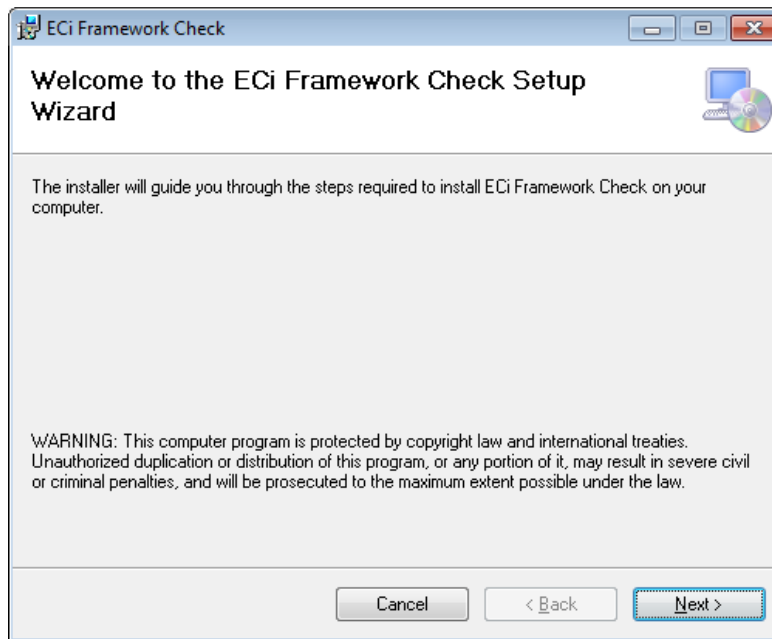 ECi Framework Check
Welcome to the ECi Framework Check Setup
Wizard
The installer will guide you through the steps required to install ECi Framework Check on your
computer.
WARNING: This computer program is protected by copyright law and international treaties.
Unauthorized duplication or distribution of this program, or any portion of it, may result in severe civil
or criminal penalties, and will be prosecuted to the maximum extent possible under the law.
Cancel < Back Next >